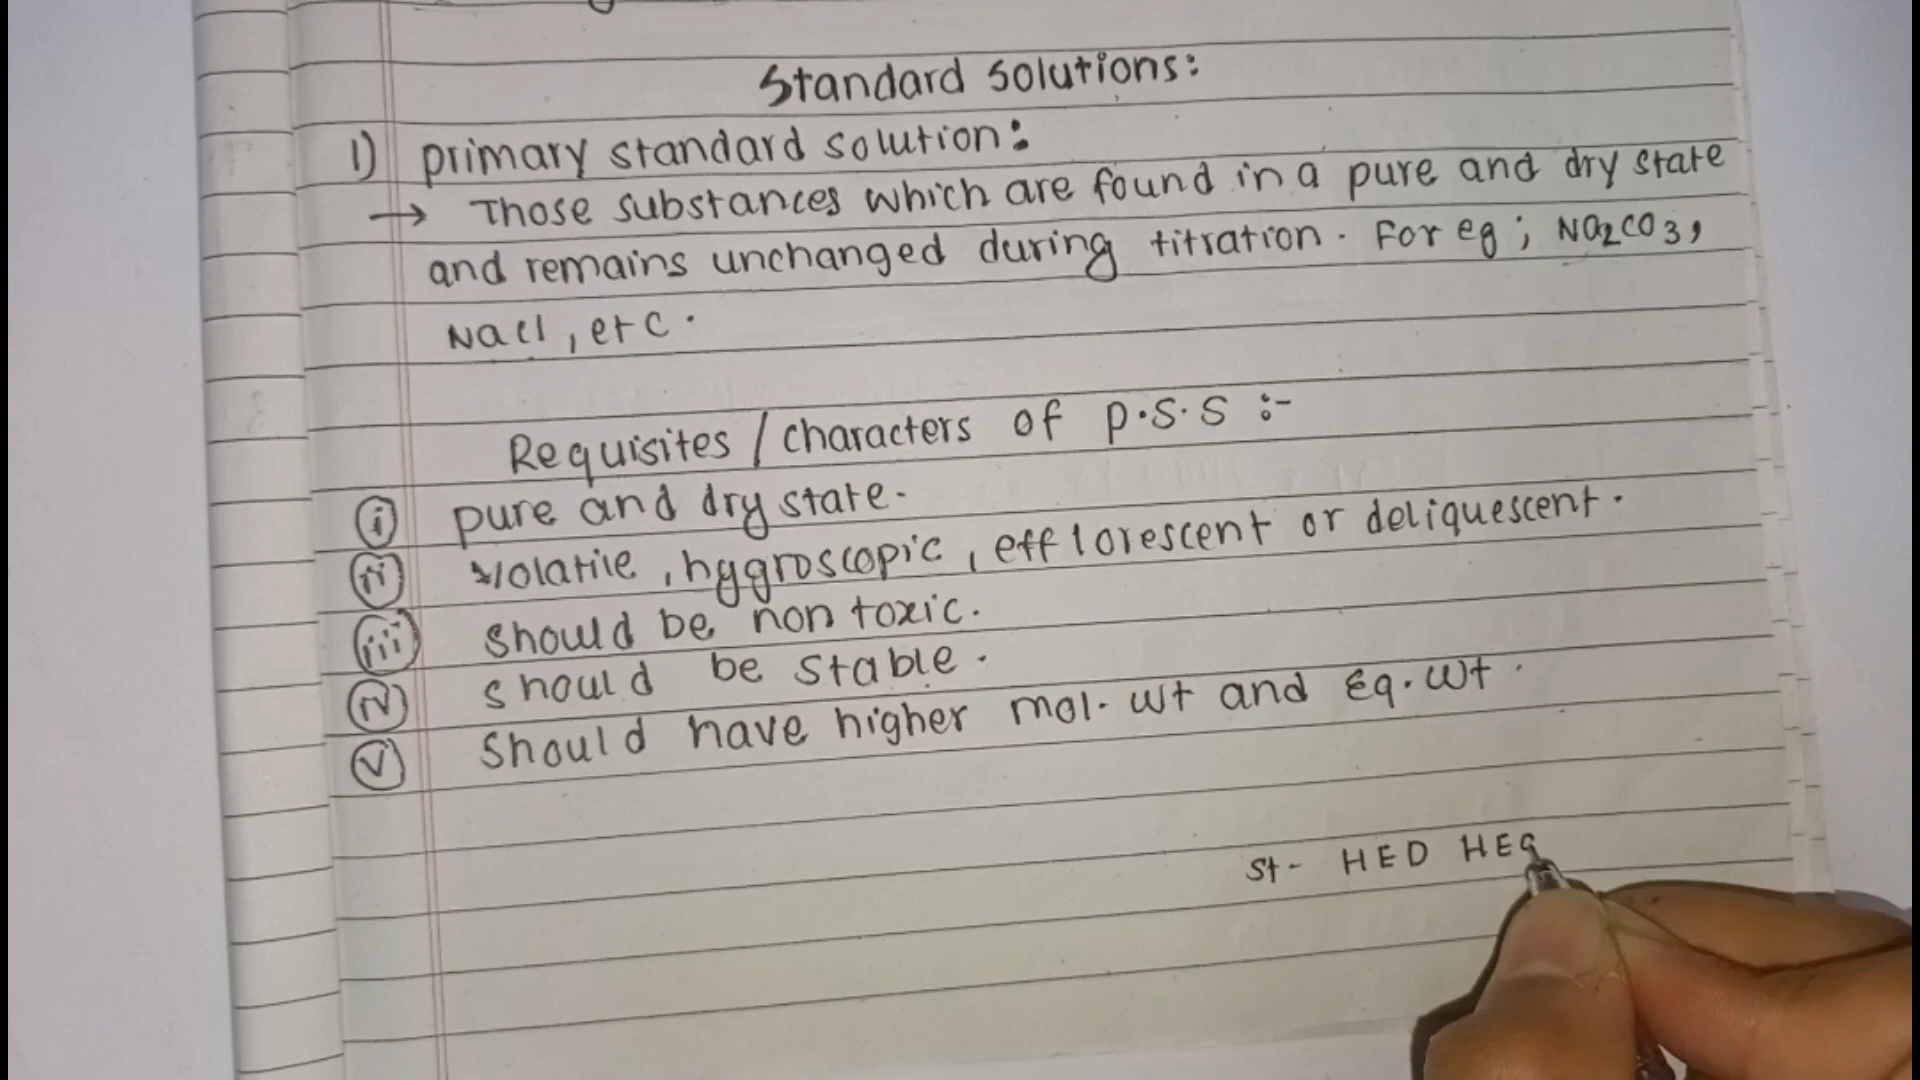 Standard Solutions:
1) primary standard solution:
→ Those substances which are found in a pure and dry state
and remains unchanged during titration. For eg; Na2CO3,
NaCl, etc.
Requisites / characters of P.S.S :-
(i) pure and dry state.
(ii) volatile, hygroscopic, efflorescent or deliquescent.
(iii) should be non toxic.
(iv) should be stable.
(v) should have higher mol. wt and Eq. wt.
St- HED HE